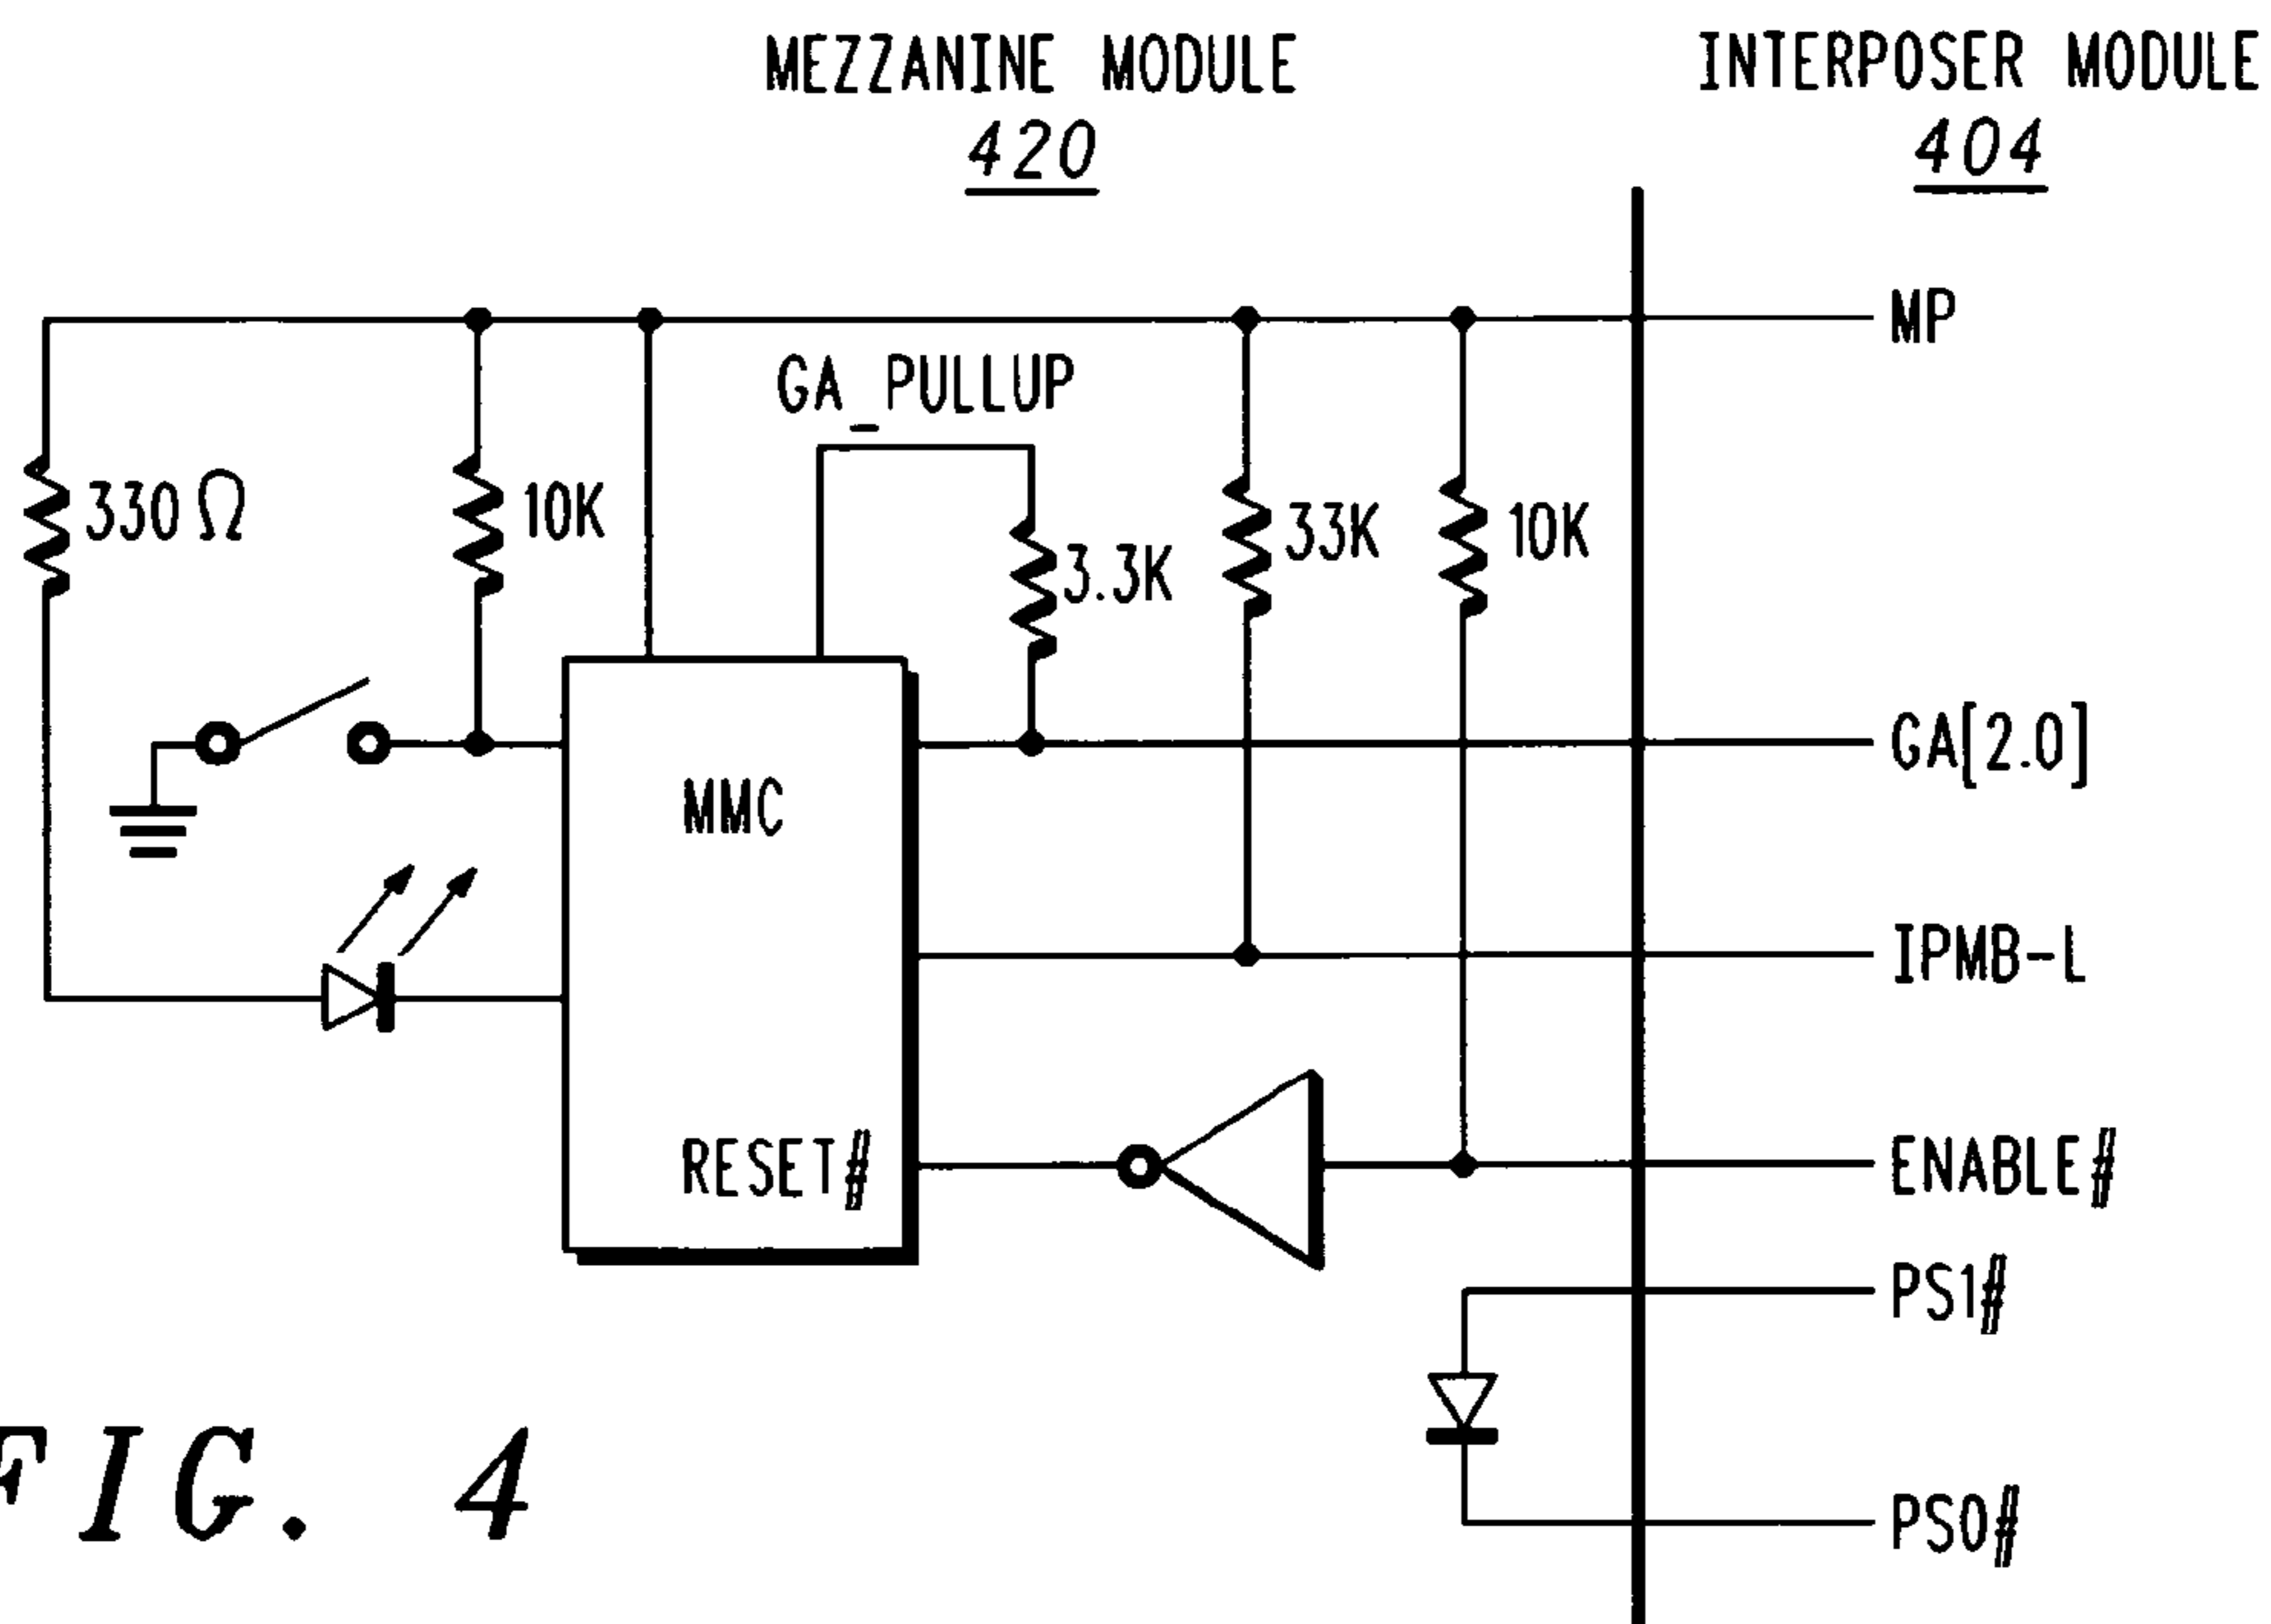 MEZZANINE MODULE
420
INTERPOSER MODULE
404
MP
GA_PULLUP
330 Ω
10K
3.3K
33K
10K
GA[2.0]
MMC
IPMB-L
RESET#
ENABLE#
PS1#
PS0#
FIG. 4